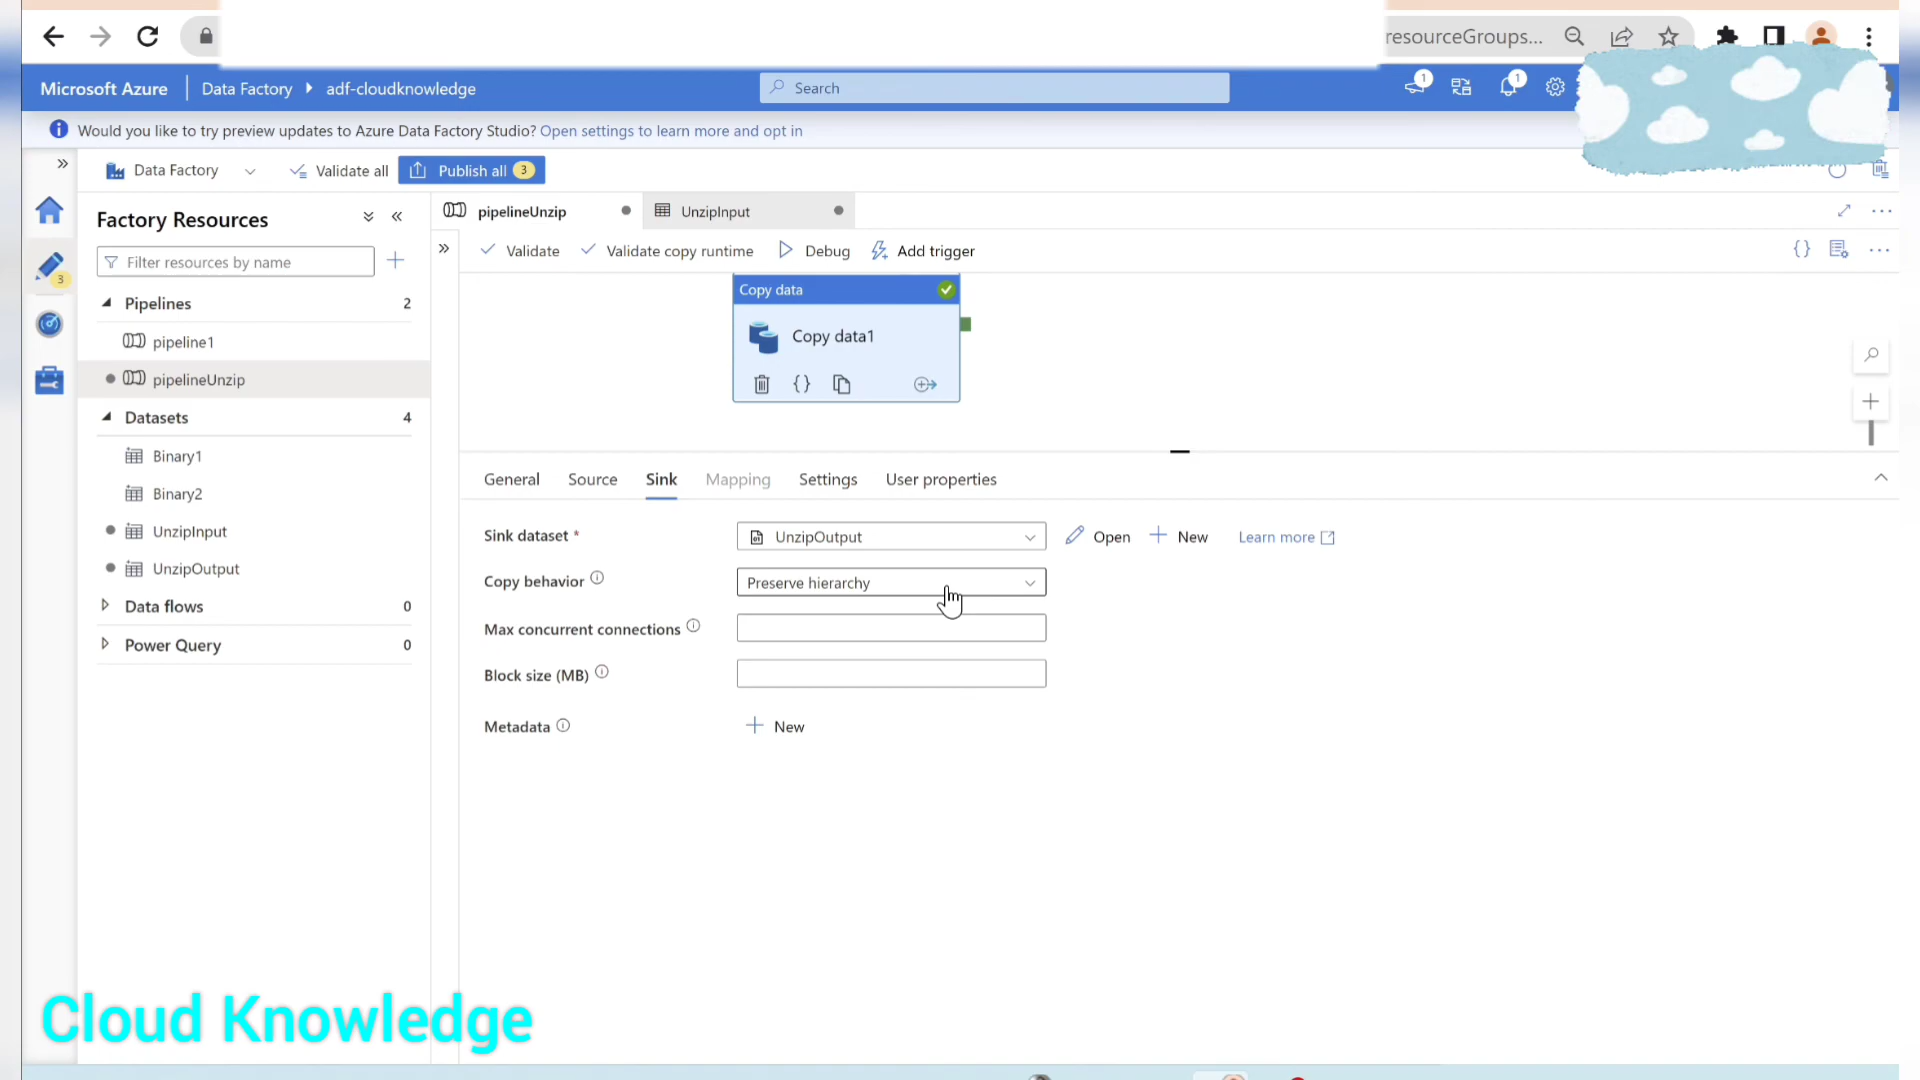 resourceGroups...
Microsoft Azure
Data Factory
adf-cloudknowledge
Search
1
1
Would you like to try preview updates to Azure Data Factory Studio? Open settings to learn more and opt in
Data Factory
Validate all
Publish all
3
Factory Resources
Filter resources by name
3
Pipelines
2
pipeline1
pipelineUnzip
Datasets
4
Binary1
Binary2
UnzipInput
UnzipOutput
Data flows
0
Power Query
0
pipelineUnzip
UnzipInput
Validate
Validate copy runtime
Debug
Add trigger
Copy data
Copy data1
General
Source
Sink
Mapping
Settings
User properties
Sink dataset *
UnzipOutput
Open
New
Learn more
Copy behavior
Preserve hierarchy
Max concurrent connections
Block size (MB)
Metadata
New
Cloud Knowledge